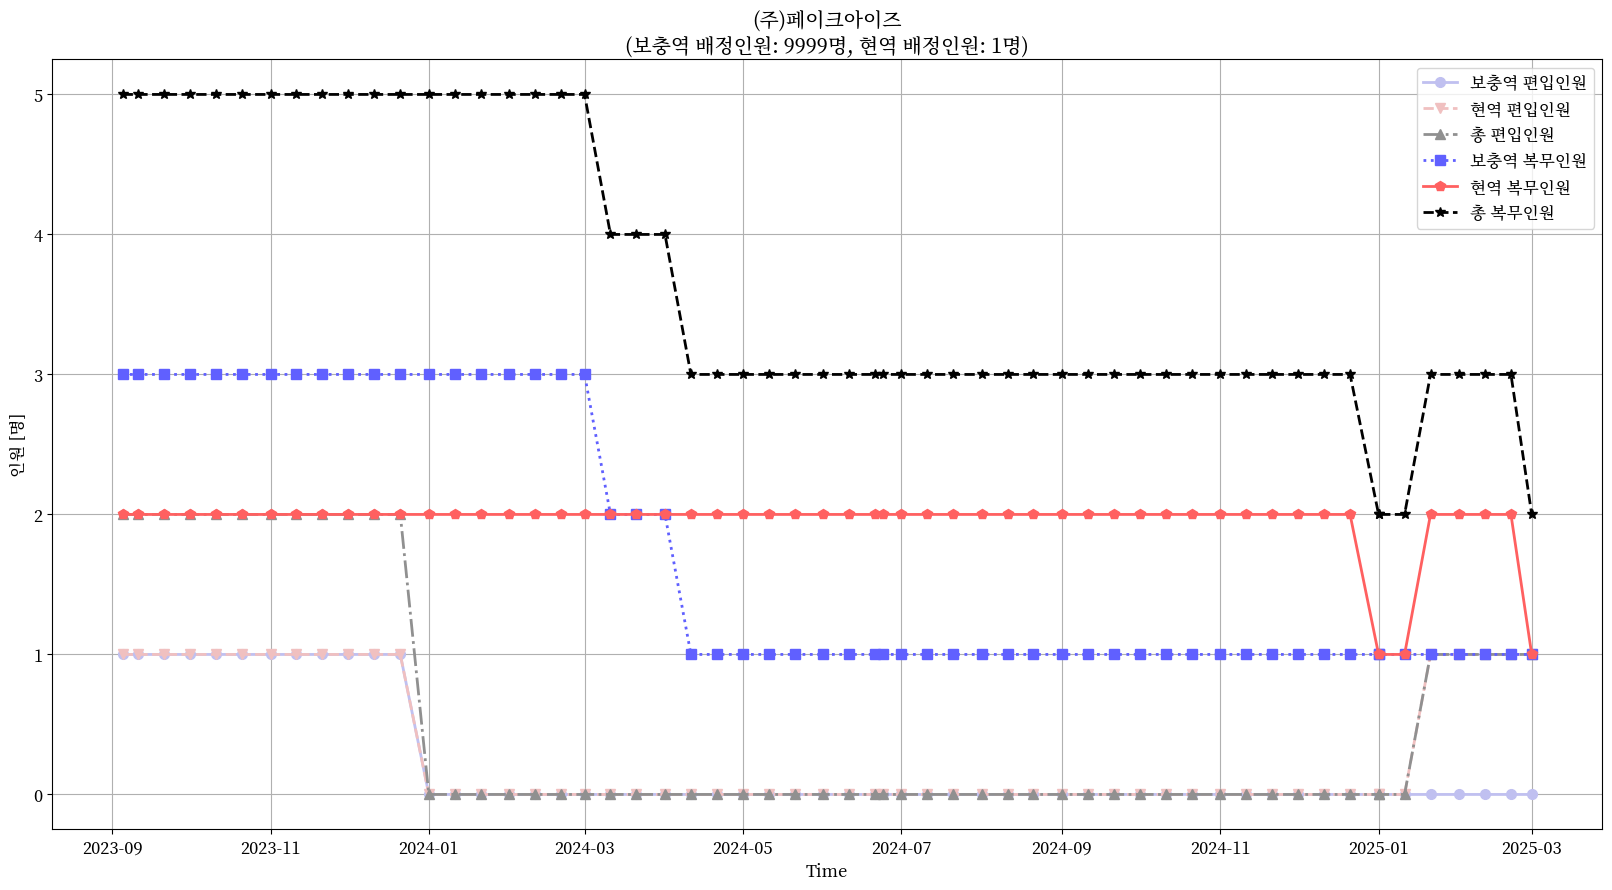 (주)페이크아이즈
(보충역 배정인원: 9999명, 현역 배정인원: 1명)
보충역 편입인원
현역 편입인원
총 편입인원
보충역 복무인원
현역 복무인원
총 복무인원
인원 [명]
5
4
3
2
1
0
2023-09
2023-11
2024-01
2024-03
2024-05
2024-07
2024-09
2024-11
2025-01
2025-03
Time